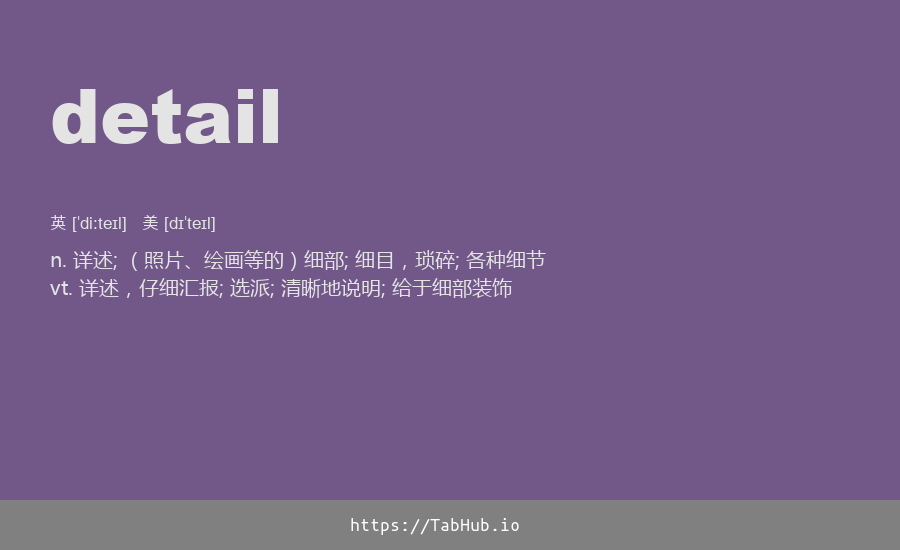 detail
英 [ˈdiːteɪl] 美 [dɪˈteɪl]
n. 详述; （照片、绘画等的）细部; 细目，琐碎; 各种细节
vt. 详述，仔细汇报; 选派; 清晰地说明; 给于细部装饰
https://TabHub.io